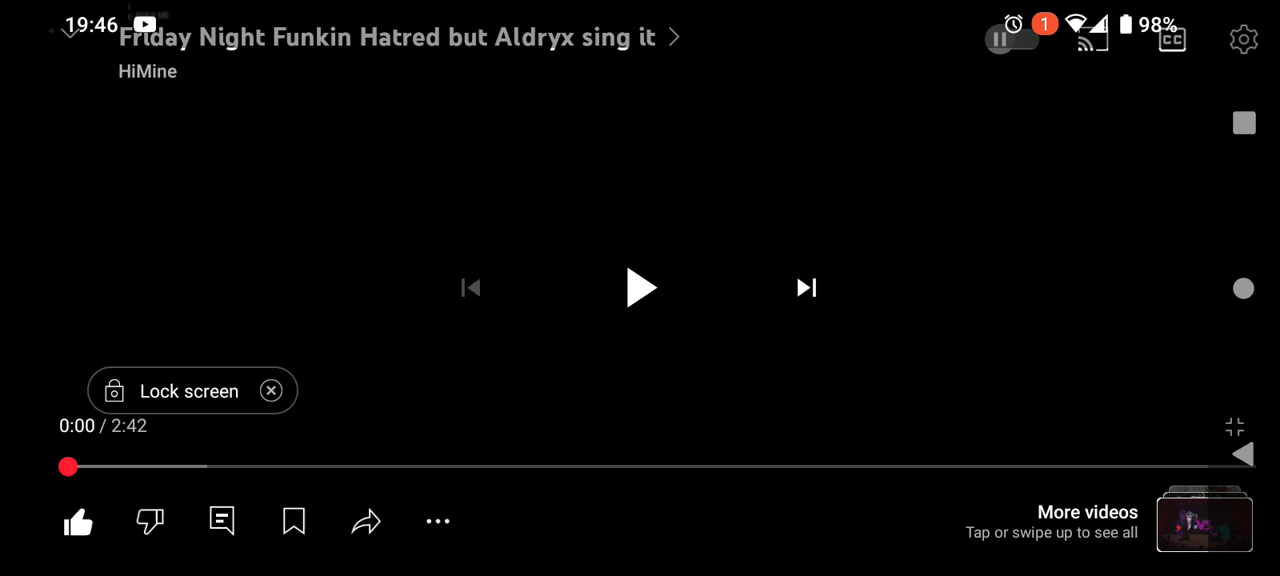 19:46
1
98%
Friday Night Funkin Hatred but Aldryx sing it
CC
HiMine
Lock screen
0:00 / 2:42
More videos
Tap or swipe up to see all